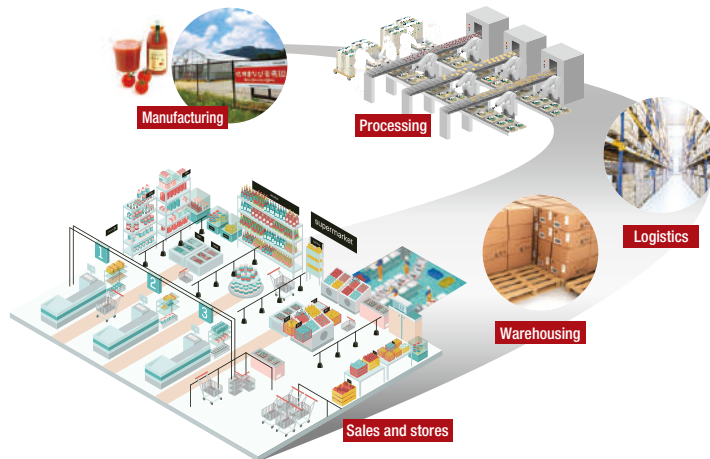 Manufacturing
Processing
Logistics
Warehousing
supermarket
1
2
3
Sales and stores